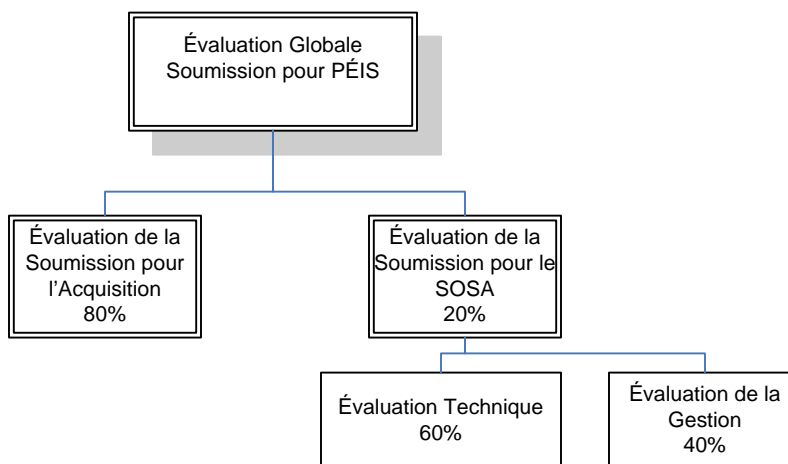 Évaluation Globale
Soumission pour PÉIS
Évaluation de la
Soumission pour
l'Acquisition
80%
Évaluation de la
Soumission pour le
SOSA
20%
Évaluation Technique
60%
Évaluation de la
Gestion
40%